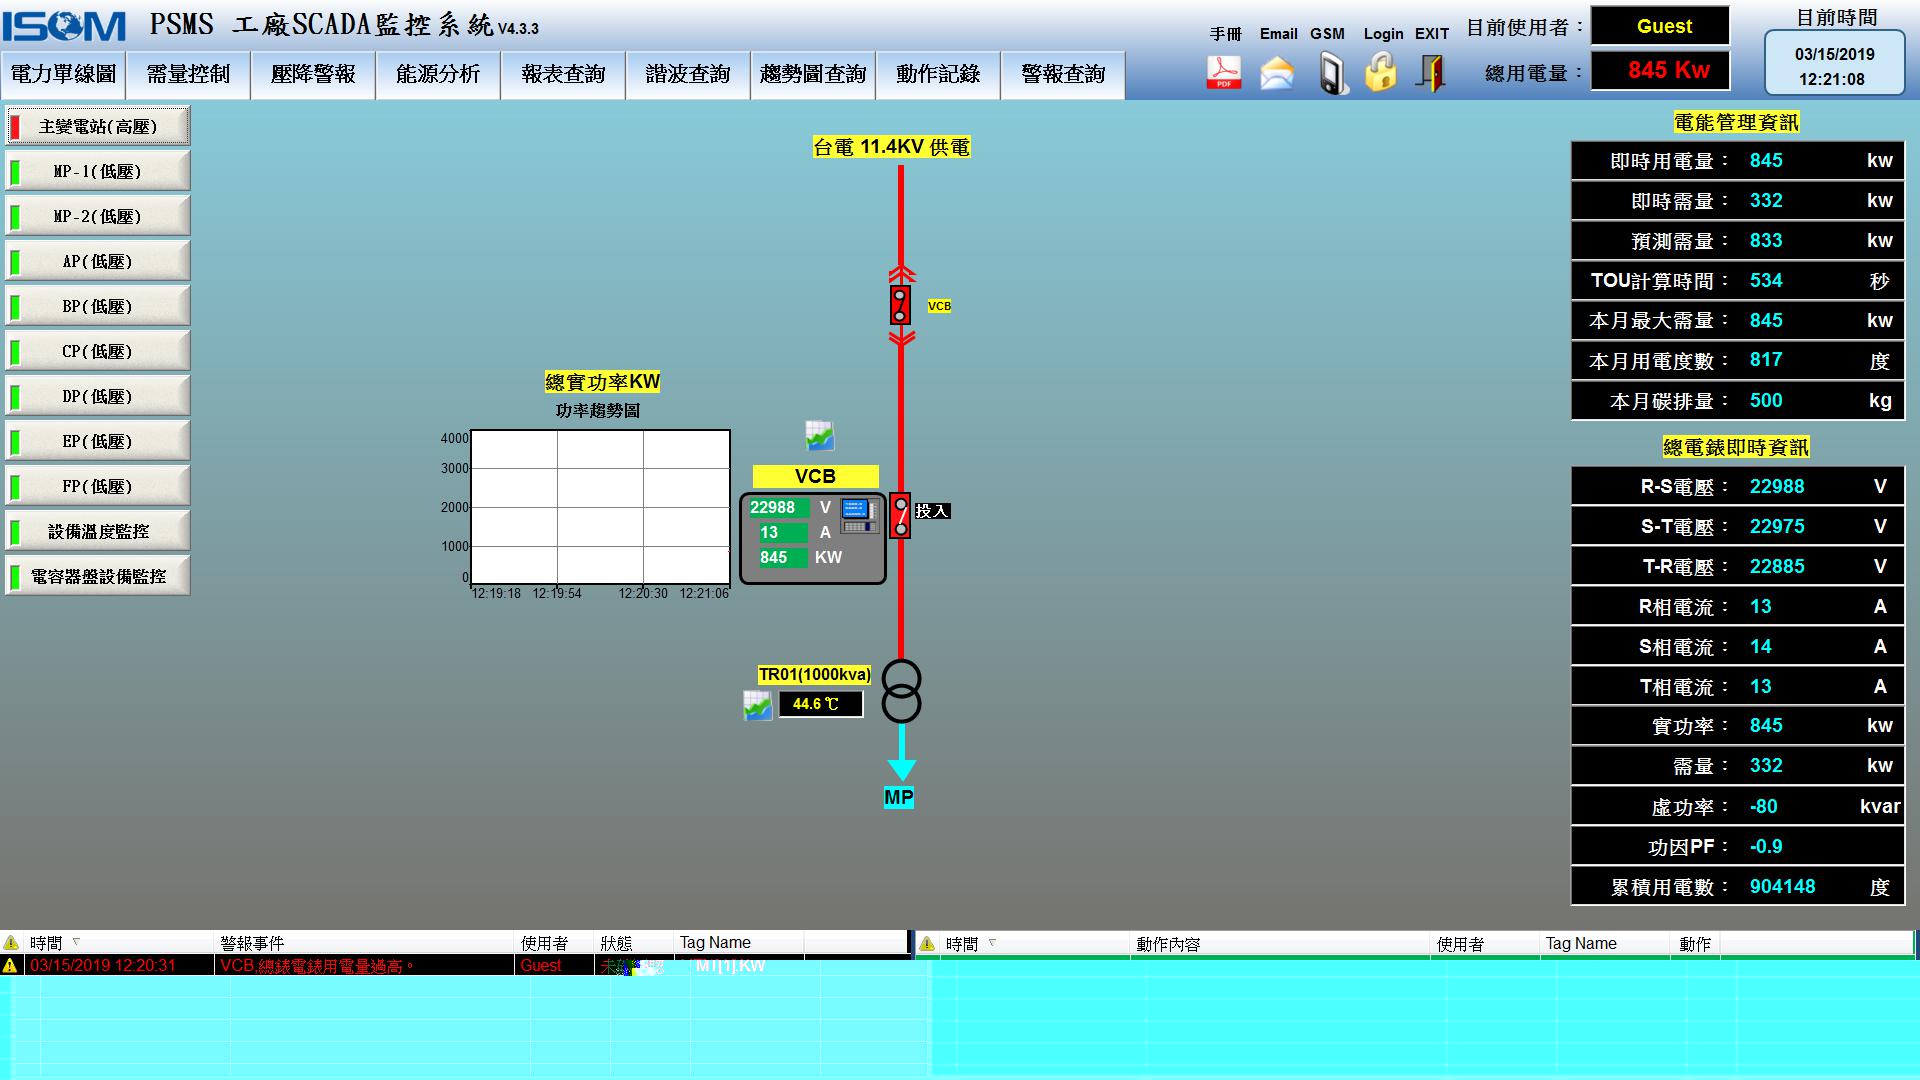 ISOM PSMS 工廠SCADA監控系統V4.3.3
手冊 Email GSM Login EXIT
目前使用者： Guest
總用電量： 845 Kw
目前時間
03/15/2019
12:21:08
電力單線圖 需量控制 壓降警報 能源分析 報表查詢 諧波查詢 趨勢圖查詢 動作記錄 警報查詢
主變電站(高壓)
MP-1(低壓)
MP-2(低壓)
AP(低壓)
BP(低壓)
CP(低壓)
DP(低壓)
EP(低壓)
FP(低壓)
設備溫度監控
電容器盤設備監控
台電 11.4KV 供電
VCB
總實功率KW
功率趨勢圖
4000
3000
2000
1000
0
12:19:18 12:19:54 12:20:30 12:21:06
VCB
22988 V
13 A
845 KW
投入
TR01(1000kva)
44.6 ℃
MP
電能管理資訊
即時用電量： 845 kw
即時需量： 332 kw
預測需量： 833 kw
TOU計算時間： 534 秒
本月最大需量： 845 kw
本月用電度數： 817 度
本月碳排量： 500 kg
總電錶即時資訊
R-S電壓： 22988 V
S-T電壓： 22975 V
T-R電壓： 22885 V
R相電流： 13 A
S相電流： 14 A
T相電流： 13 A
實功率： 845 kw
需量： 332 kw
虛功率： -80 kvar
功因PF： -0.9
累積用電數： 904148 度
時間 警報事件 使用者 狀態 Tag Name
03/15/2019 12:20:31 VCB,總錶電錶用電量過高。 Guest 未 MT[1].KW
時間 動作內容 使用者 Tag Name 動作